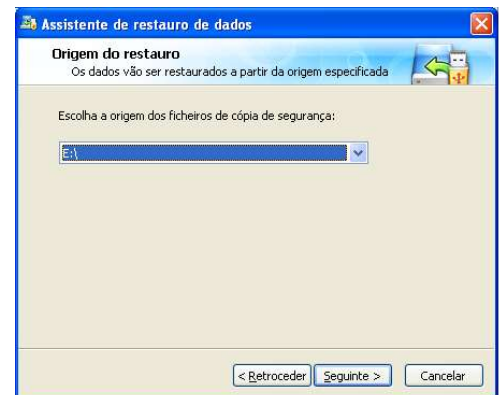 Assistente de restauro de dados
Origem do restauro
Os dados vão ser restaurados a partir da origem especificada
Escolha a origem dos ficheiros de cópia de segurança:
E:\
< Retroceder
Seguinte >
Cancelar